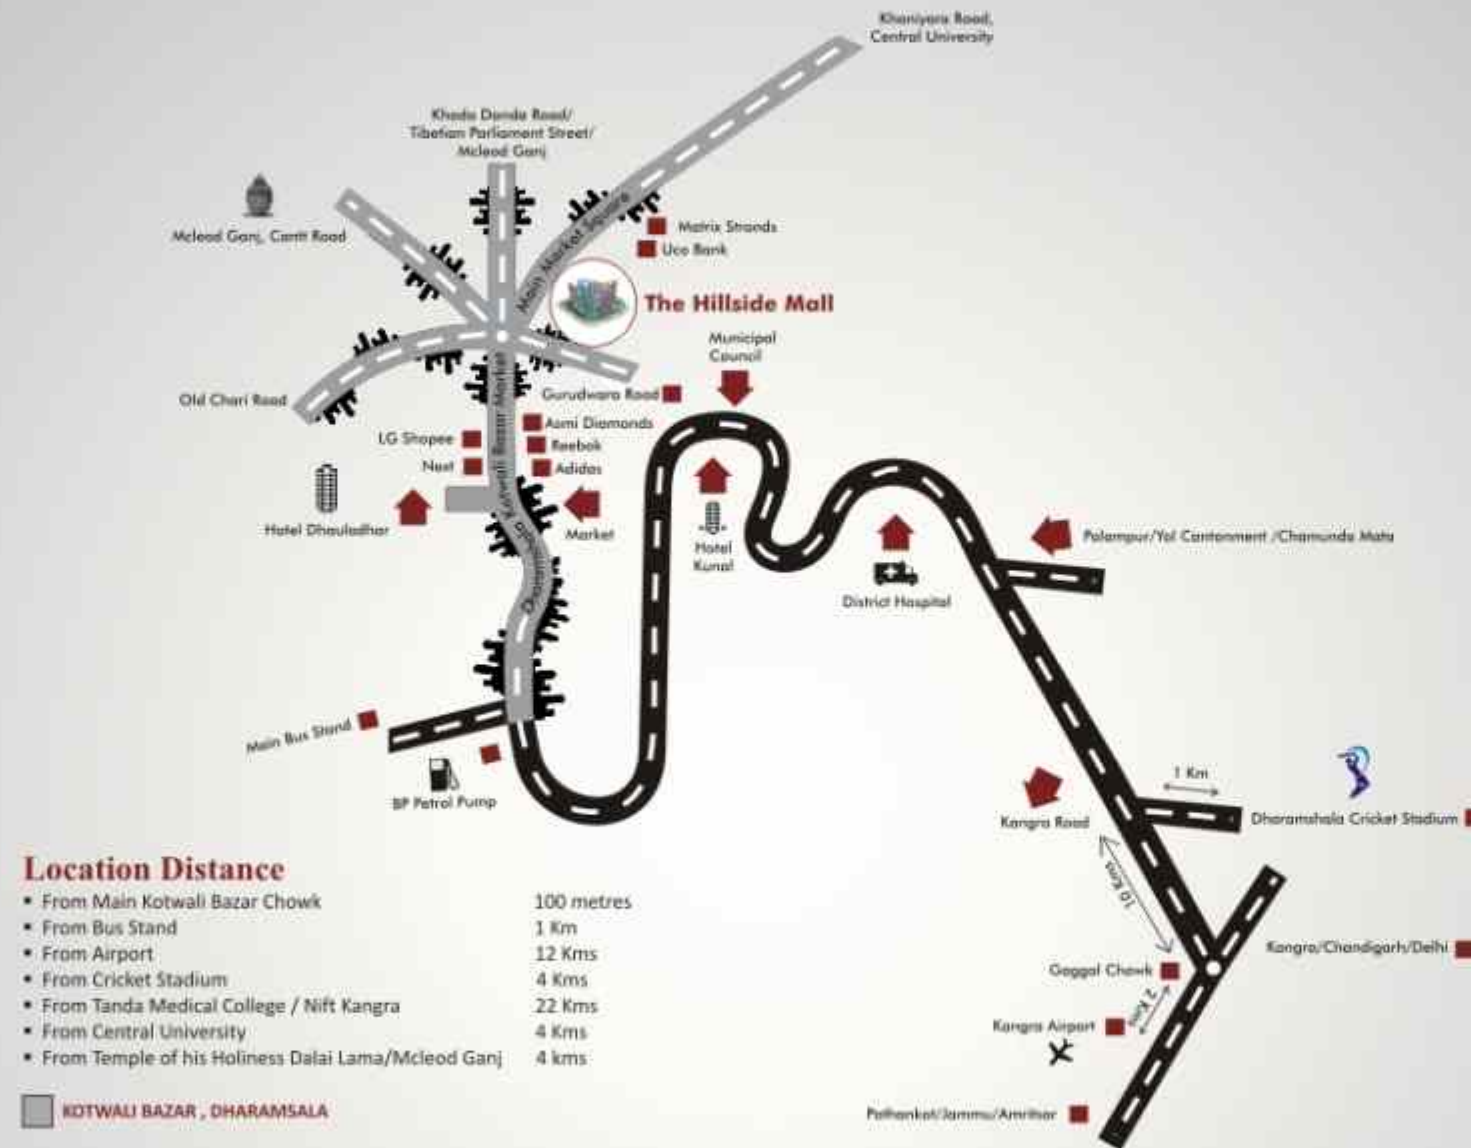 Khaniyara Road,
Central University
Khada Danda Road/
Tibetian Parliament Street/
Mcleod Ganj
Mcleod Ganj, Cantt Road
Main Market Square
Matrix Strands
Uco Bank
The Hillside Mall
Municipal
Council
Old Chari Road
Gurudwara Road
Asmi Diamonds
LG Shopee
Reebok
Next
Adidas
Dharamsala Kotwali Bazar Market
Hotel Dhauladhar
Market
Hotel
Kunal
Palampur/Yol Cantonment /Chamunda Mata
District Hospital
Main Bus Stand
BP Petrol Pump
1 Km
Kangra Road
Dharamshala Cricket Stadium
10 Kms
Kangra/Chandigarh/Delhi
Gaggal Chowk
2 Kms
Kangra Airport
Pathankot/Jammu/Amritsar
Location Distance
▪ From Main Kotwali Bazar Chowk 100 metres
▪ From Bus Stand 1 Km
▪ From Airport 12 Kms
▪ From Cricket Stadium 4 Kms
▪ From Tanda Medical College / Nift Kangra 22 Kms
▪ From Central University 4 Kms
▪ From Temple of his Holiness Dalai Lama/Mcleod Ganj 4 kms
KOTWALI BAZAR , DHARAMSALA